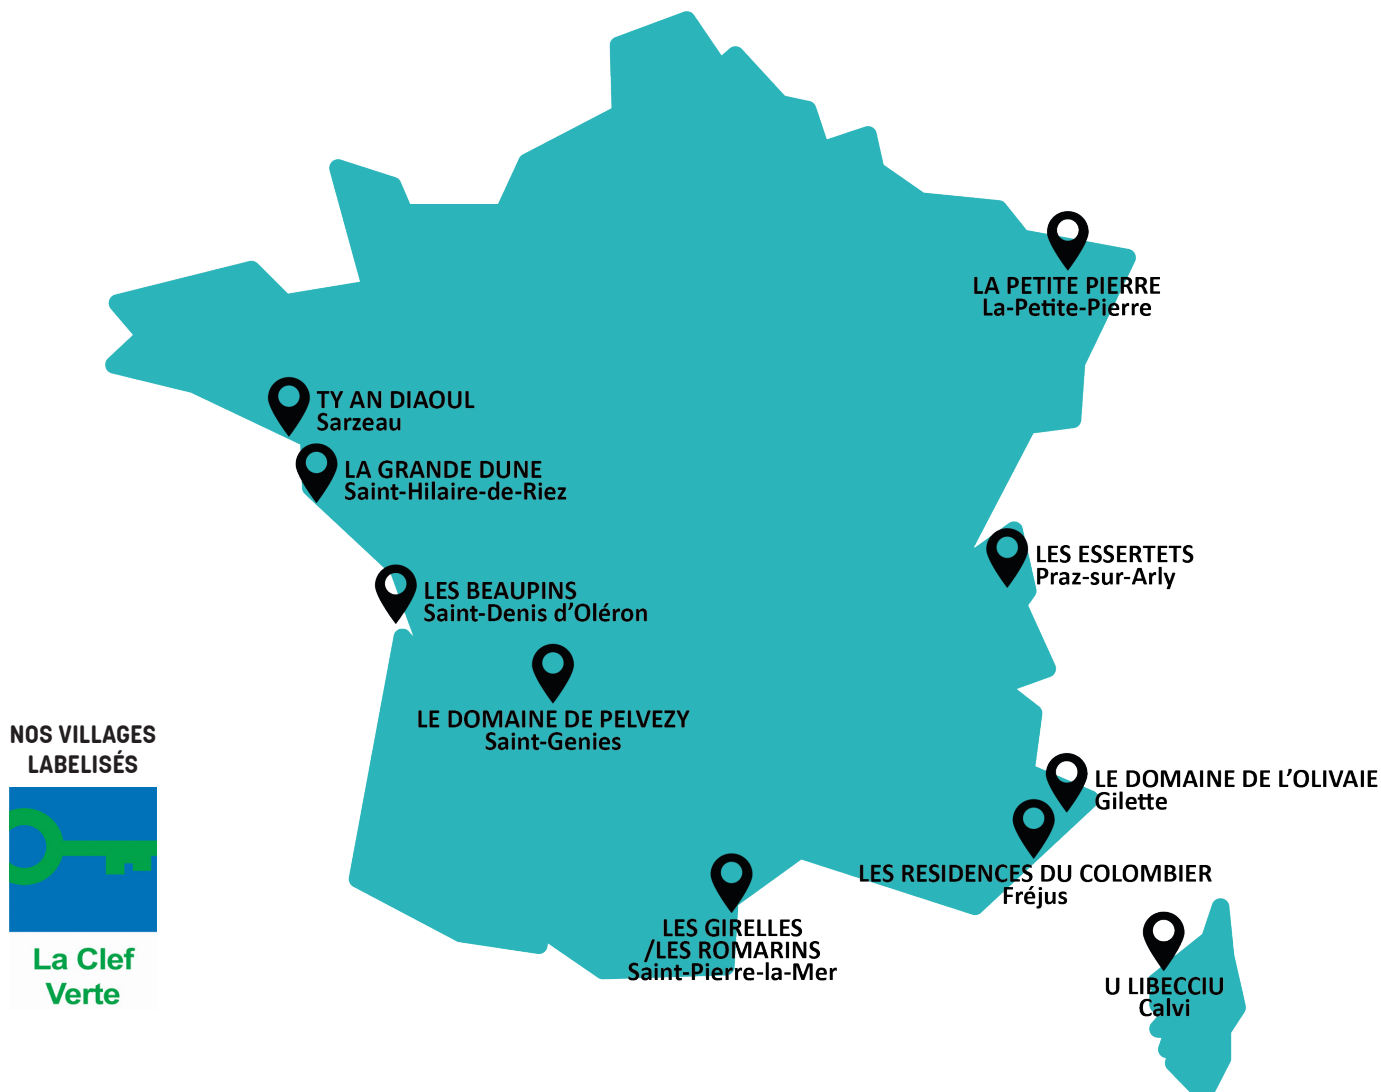 LA PETITE PIERRE
La-Petite-Pierre
TY AN DIAOUL
Sarzeau
LA GRANDE DUNE
Saint-Hilaire-de-Riez
LES ESSERTETS
Praz-sur-Arly
LES BEAUPINS
Saint-Denis d’Oléron
LE DOMAINE DE PELVEZY
Saint-Genies
NOS VILLAGES
LABELISÉS
La Clef
Verte
LE DOMAINE DE L’OLIVAIE
Gilette
LES RESIDENCES DU COLOMBIER
Fréjus
LES GIRELLES
/LES ROMARINS
Saint-Pierre-la-Mer
U LIBECCIU
Calvi